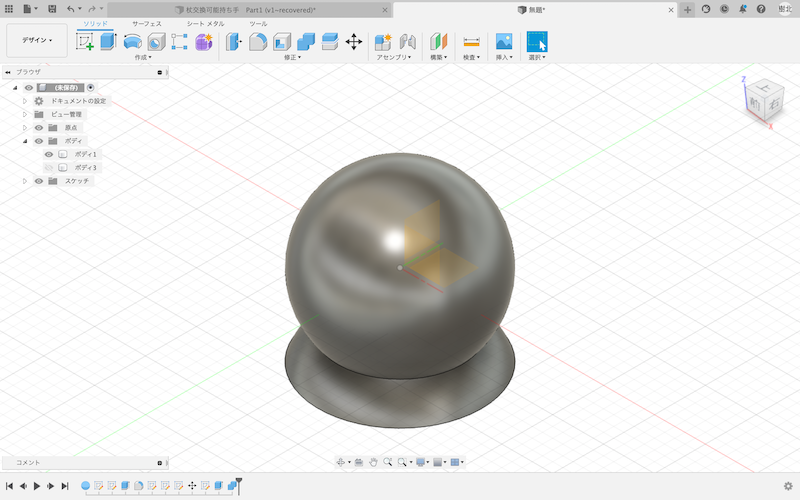 枕交換可能持ち手 Part1 (v1~recovered)*
無題*
樹北
ソリッド サーフェス シート メタル ツール
デザイン
作成 修正 アセンブリ 構築 検査 挿入 選択
ブラウザ
(未保存)
ドキュメントの設定
ビュー管理
原点
ボディ
ボディ1
ボディ3
スケッチ
Z
上
前 右
X
コメント